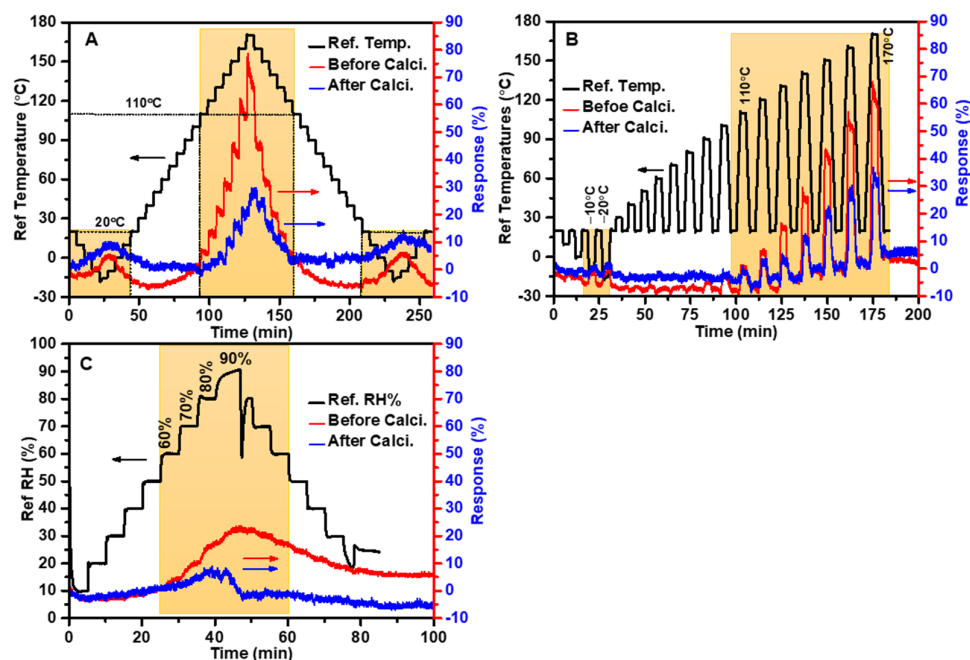 A
Ref. Temp.
Before Calci.
After Calci.
110°C
20°C
Ref Temperature (°C)
180
150
120
90
60
30
0
-30
90
80
70
60
50
40
30
20
10
0
-10
Response (%)
0 50 100 150 200 250
Time (min)
B
Ref. Temp.
Befoe Calci.
After Calci.
-10°C
-20°C
110°C
170°C
Ref Temperatures (°C)
180
150
120
90
60
30
0
-30
90
80
70
60
50
40
30
20
10
0
-10
Response (%)
0 25 50 75 100 125 150 175 200
Time (min)
C
60%
70%
80%
90%
Ref. RH%
Before Calci.
After Calci.
Ref RH (%)
100
90
80
70
60
50
40
30
20
10
0
90
80
70
60
50
40
30
20
10
0
-10
Response (%)
0 20 40 60 80 100
Time (min)